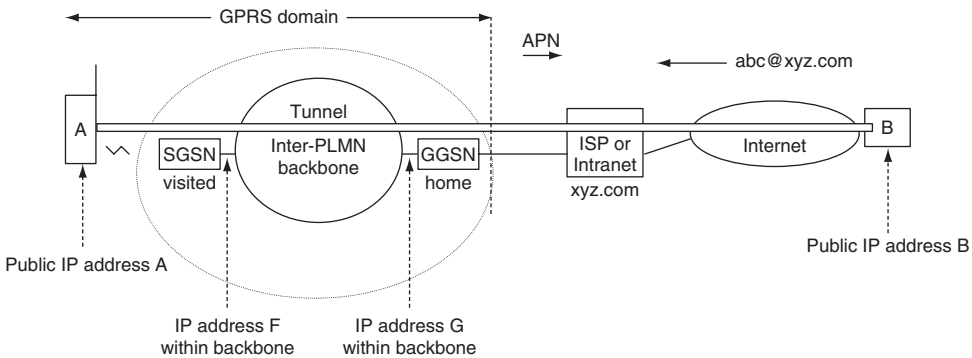 GPRS domain
APN
abc@xyz.com
A
Tunnel
B
SGSN
Inter-PLMN
backbone
GGSN
ISP or
Intranet
Internet
visited
home
xyz.com
Public IP address A
Public IP address B
IP address F
within backbone
IP address G
within backbone